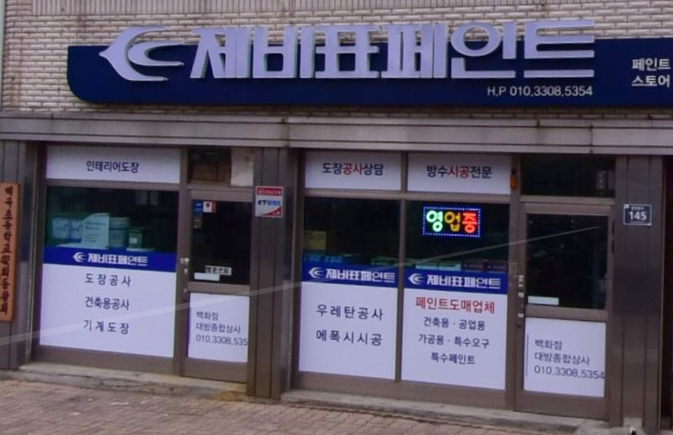 제비표페인트
H.P 010.3308.5354
페인트
스토어
인테리어도장
도장공사상담
방수시공전문
영업중
145
제비표페인트
도장공사
건축용공사
기계도장
백화점
대방종합상사
010.3308.535
제비표페인트
우레탄공사
에폭시시공
제비표페인트
페인트도매업체
건축용·공업용
가공용·특수오구
특수페인트
백화점
대방종합상사
010.3308.5354